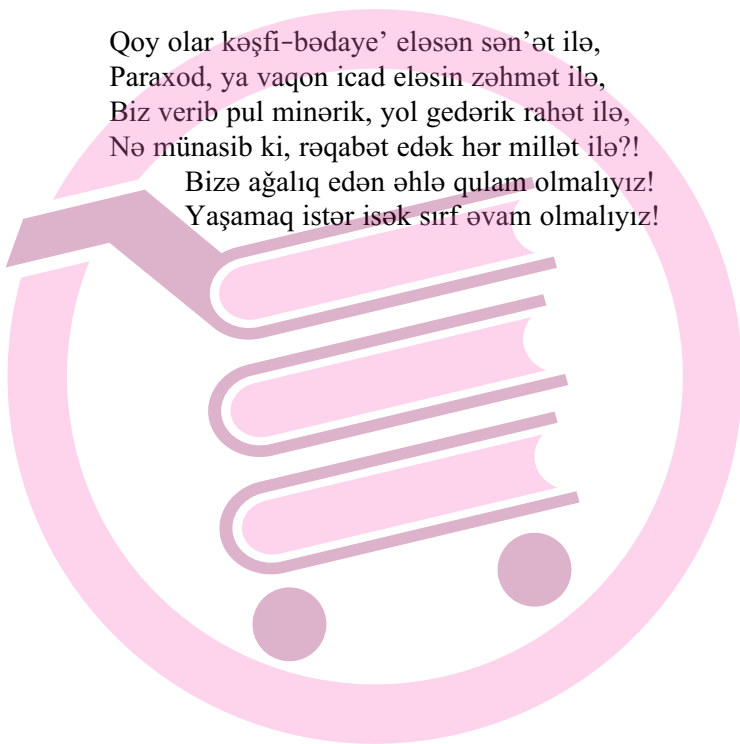 Qoy olar kəşfi-bədaye’ eləsən sən’ət ilə,
Paraxod, ya vaqon icad eləsin zəhmət ilə,
Biz verib pul minərik, yol gedərik rahət ilə,
Nə münasib ki, rəqabət edək hər millət ilə?!
Bizə ağalıq edən əhlə qulam olmalıyız!
Yaşamaq istər isək sırf əvam olmalıyız!